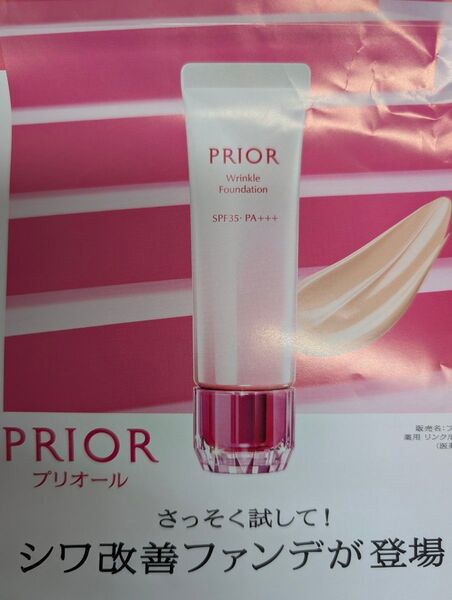 PRIOR
Wrinkle
Foundation
SPF35・PA+++
PRIOR
プリオール
販売名:
薬用 リンクル
さっそく試して!
シワ改善ファンデが登場